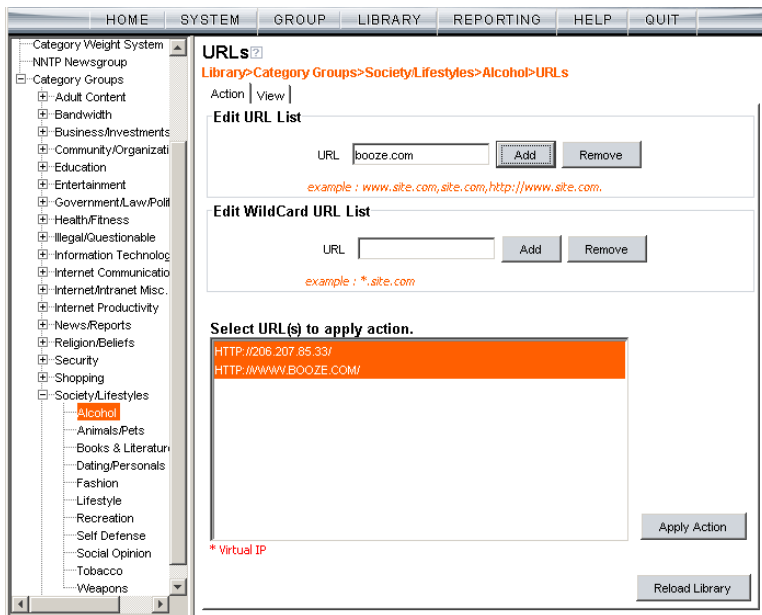 HOME SYSTEM GROUP LIBRARY REPORTING HELP QUIT
Category Weight System
NNTP Newsgroup
Category Groups
Adult Content
Bandwidth
Business/Investments
Community/Organizati
Education
Entertainment
Government/Law/Polit
Health/Fitness
Illegal/Questionable
Information Technolog
Internet Communicatio
Internet/Intranet Misc.
Internet Productivity
News/Reports
Religion/Beliefs
Security
Shopping
Society/Lifestyles
Alcohol
Animals/Pets
Books & Literature
Dating/Personals
Fashion
Lifestyle
Recreation
Self Defense
Social Opinion
Tobacco
Weapons
URLs?
Library>Category Groups>Society/Lifestyles>Alcohol>URLs
Action View
Edit URL List
URL booze.com Add Remove
example : www.site.com,site.com,http://www.site.com.
Edit WildCard URL List
URL Add Remove
example : *.site.com
Select URL(s) to apply action.
HTTP://206.207.85.33/
HTTP://WWW.BOOZE.COM/
Apply Action
* Virtual IP
Reload Library